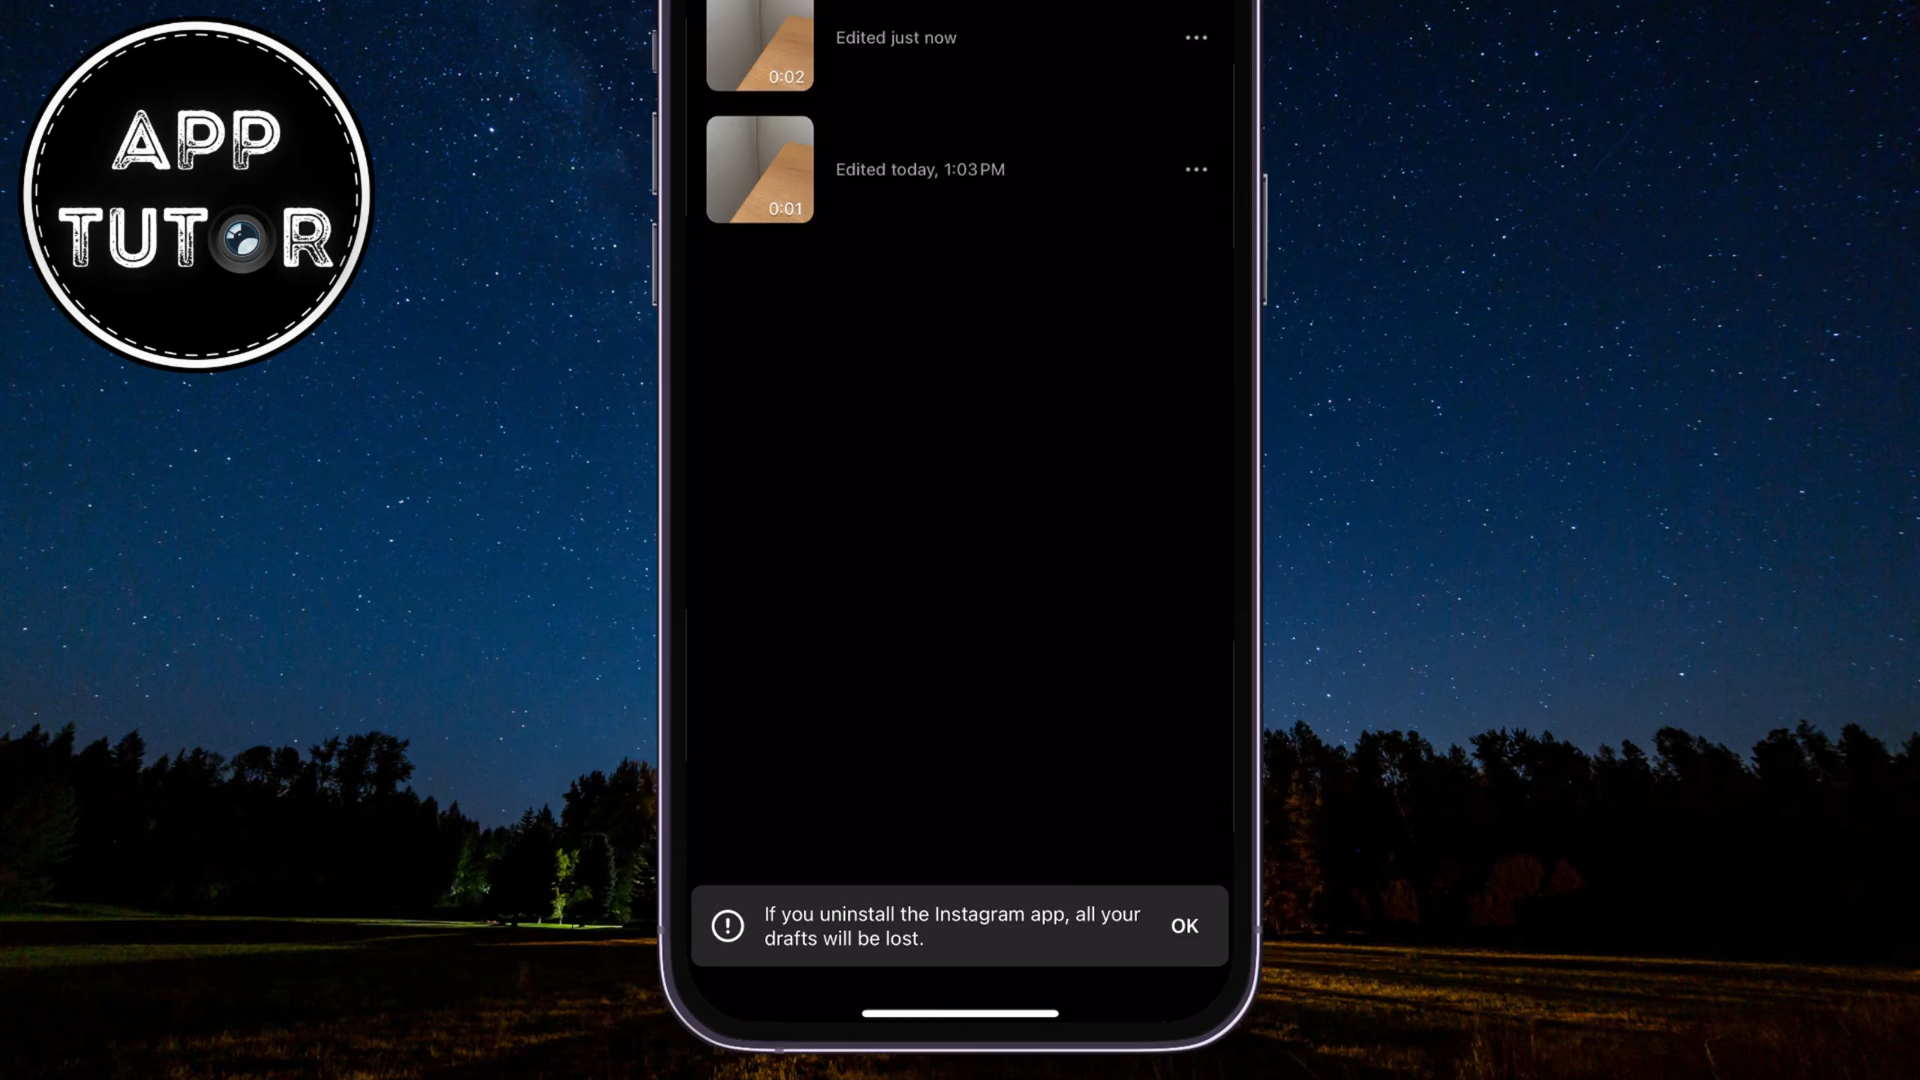 APP
TUTOR
Edited just now
0:02
Edited today, 1:03 PM
0:01
If you uninstall the Instagram app, all your
drafts will be lost.
OK